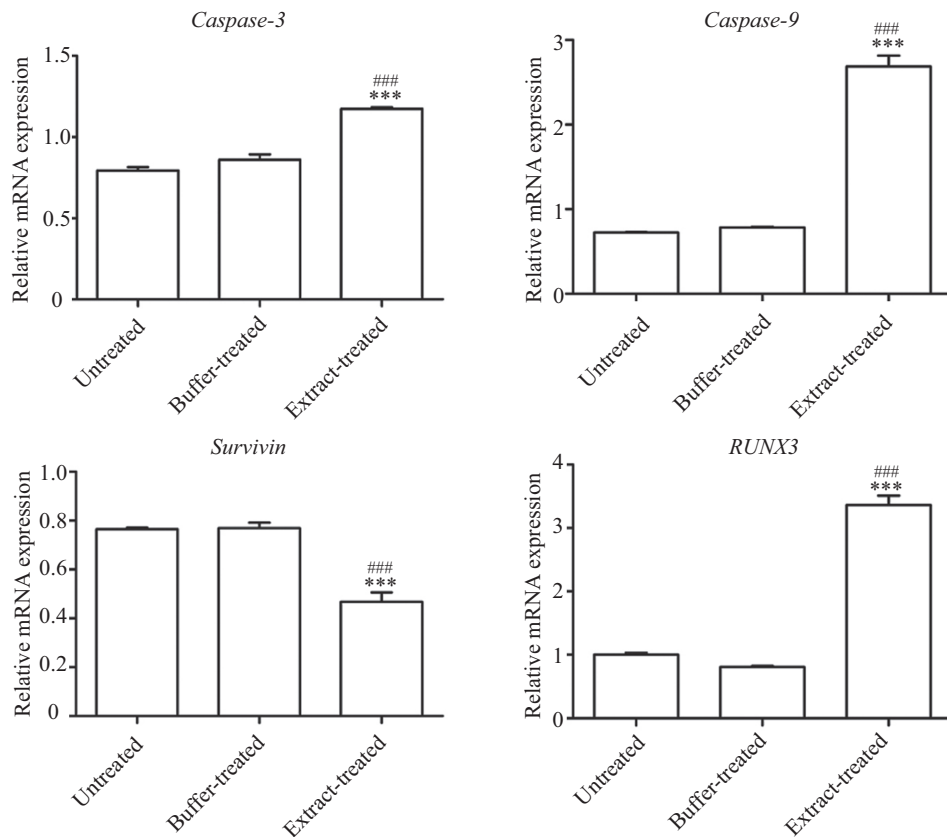 Caspase-3
Relative mRNA expression
1.5
1.0
0.5
0
###
***
Untreated
Buffer-treated
Extract-treated
Caspase-9
Relative mRNA expression
3
2
1
0
###
***
Untreated
Buffer-treated
Extract-treated
Survivin
Relative mRNA expression
1.0
0.8
0.6
0.4
0.2
0
###
***
Untreated
Buffer-treated
Extract-treated
RUNX3
Relative mRNA expression
4
3
2
1
0
###
***
Untreated
Buffer-treated
Extract-treated